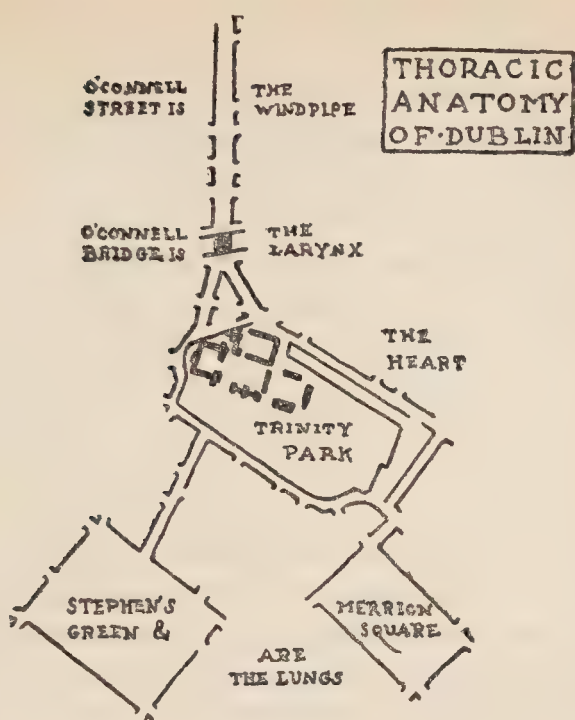 THORACIC
ANATOMY
OF·DUBLIN
O'CONNELL
STREET IS
THE
WINDPIPE
O'CONNELL
BRIDGE IS
THE
LARYNX
THE
HEART
TRINITY
PARK
STEPHEN'S
GREEN &
MERRION
SQUARE
ARE
THE LUNGS